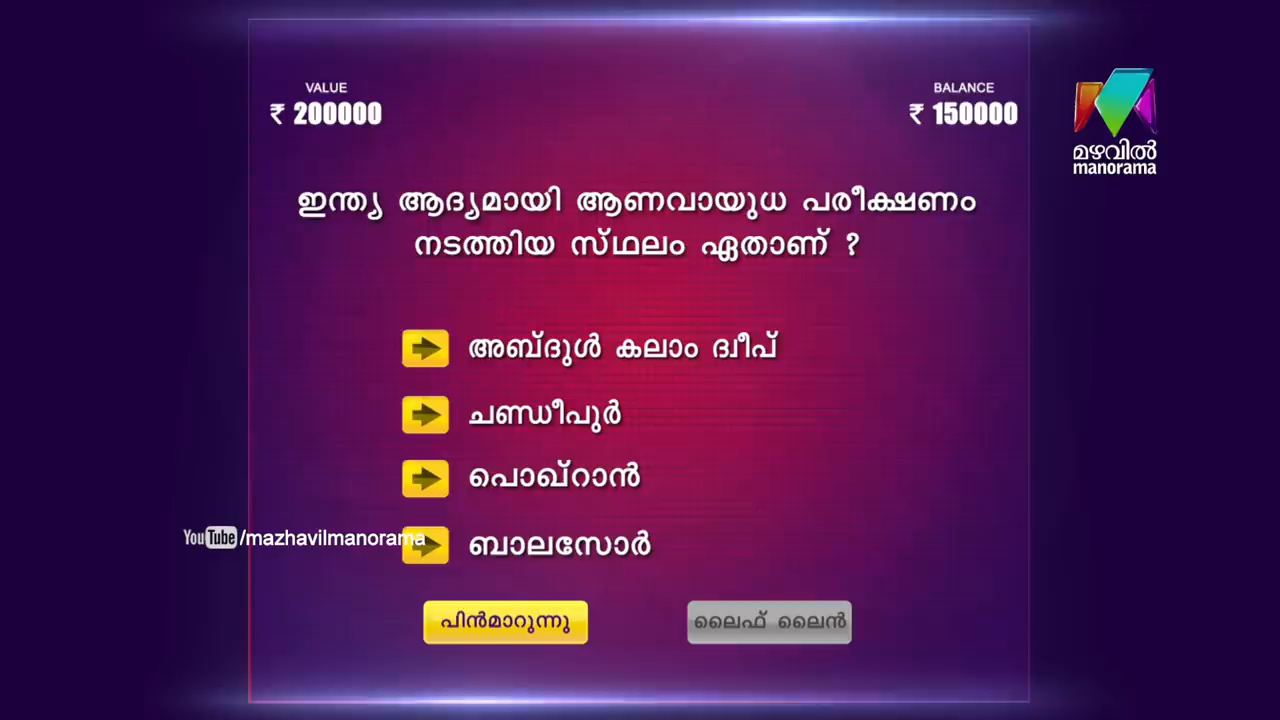 VALUE
₹ 200000
BALANCE
₹ 150000
മഴവിൽ
manorama
ഇന്ത്യ ആദ്യമായി ആണവായുധ പരീക്ഷണം
നടത്തിയ സ്ഥലം ഏതാണ് ?
അബ്ദുൾ കലാം ദ്വീപ്
ചണ്ഡീപുർ
പൊഖ്റാൻ
YouTube/mazhavilmanorama
ബാലസോർ
പിൻമാറുന്നു
ലൈഫ് ലൈൻ